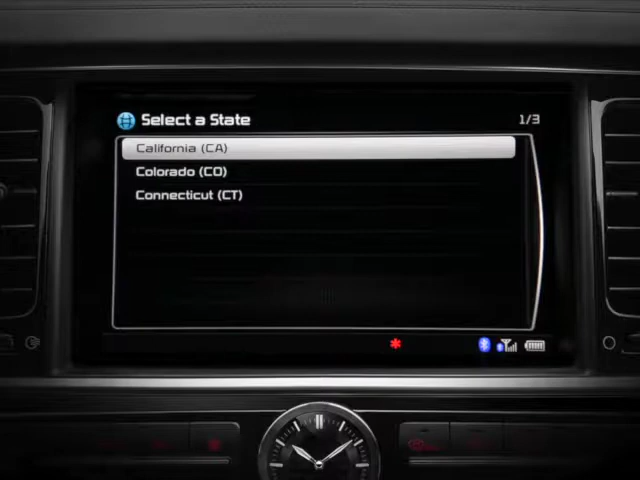 Select a State 1/3
California (CA)
Colorado (CO)
Connecticut (CT)